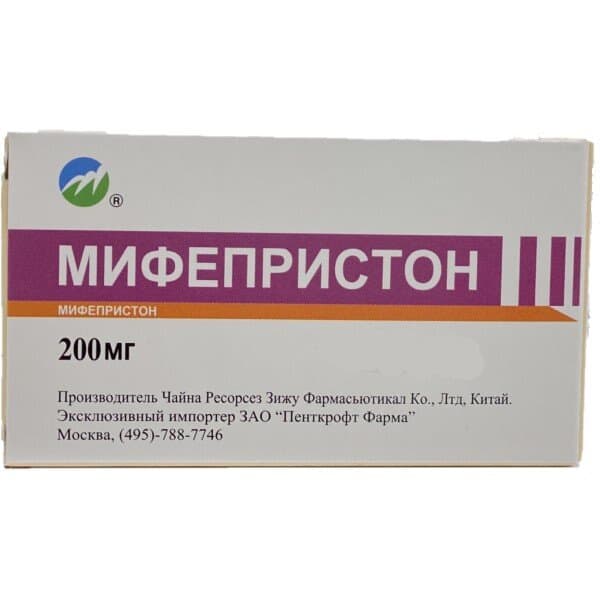 ®
МИФЕПРИСТОН
МИФЕПРИСТОН
200мг
Производитель Чайна Ресорсез Зижу Фармасьютикал Ко., Лтд, Китай.
Эксклюзивный импортер ЗАО “Пенткрофт Фарма”
Москва, (495)-788-7746